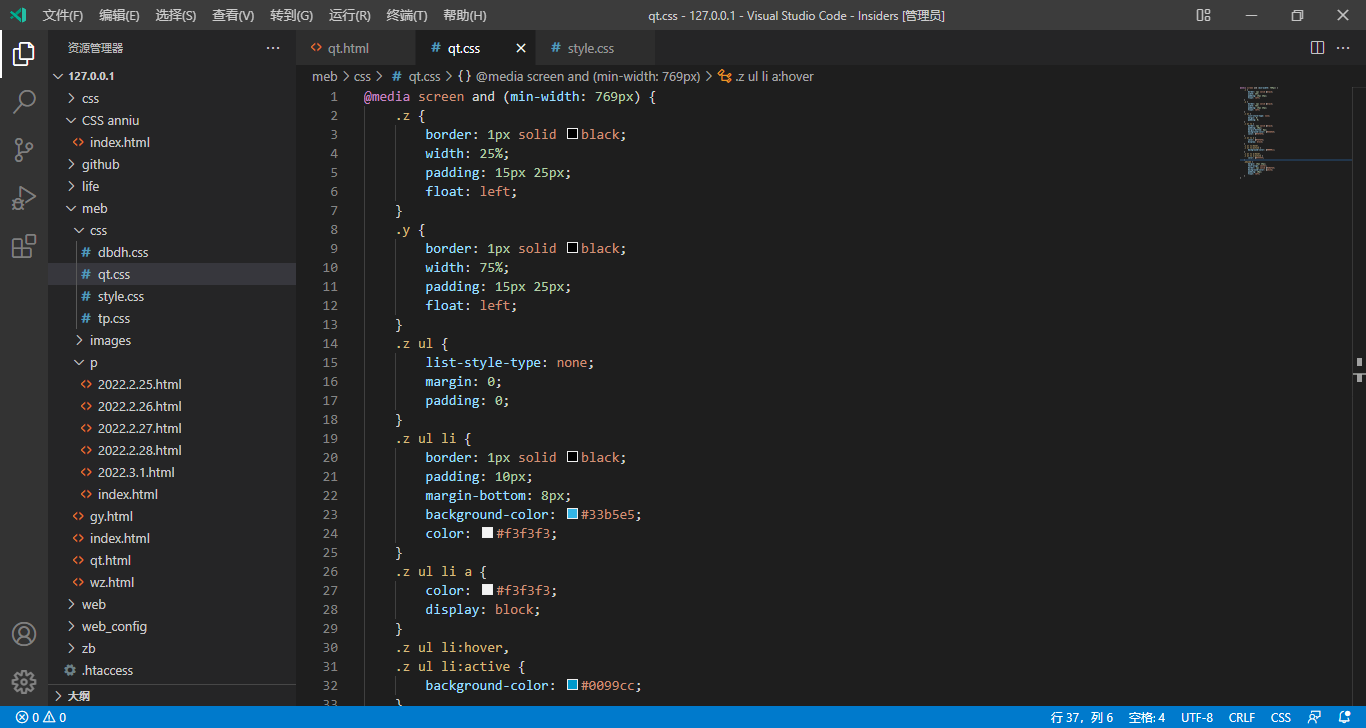 文件(F) 编辑(E) 选择(S) 查看(V) 转到(G) 运行(R) 终端(T) 帮助(H) qt.css - 127.0.0.1 - Visual Studio Code - Insiders [管理员]
资源管理器
127.0.0.1
css
CSS anniu
index.html
github
life
meb
css
dbdh.css
qt.css
style.css
tp.css
images
p
2022.2.25.html
2022.2.26.html
2022.2.27.html
2022.2.28.html
2022.3.1.html
index.html
gy.html
index.html
qt.html
wz.html
web
web_config
zb
.htaccess
大纲
qt.html qt.css style.css
meb > css > # qt.css > {} @media screen and (min-width: 769px) > .z ul li a:hover
1 @media screen and (min-width: 769px) {
2 .z {
3 border: 1px solid black;
4 width: 25%;
5 padding: 15px 25px;
6 float: left;
7 }
8 .y {
9 border: 1px solid black;
10 width: 75%;
11 padding: 15px 25px;
12 float: left;
13 }
14 .z ul {
15 list-style-type: none;
16 margin: 0;
17 padding: 0;
18 }
19 .z ul li {
20 border: 1px solid black;
21 padding: 10px;
22 margin-bottom: 8px;
23 background-color: #33b5e5;
24 color: #f3f3f3;
25 }
26 .z ul li a {
27 color: #f3f3f3;
28 display: block;
29 }
30 .z ul li:hover,
31 .z ul li:active {
32 background-color: #0099cc;
33 }
0 0 行 37，列 6 空格: 4 UTF-8 CRLF CSS